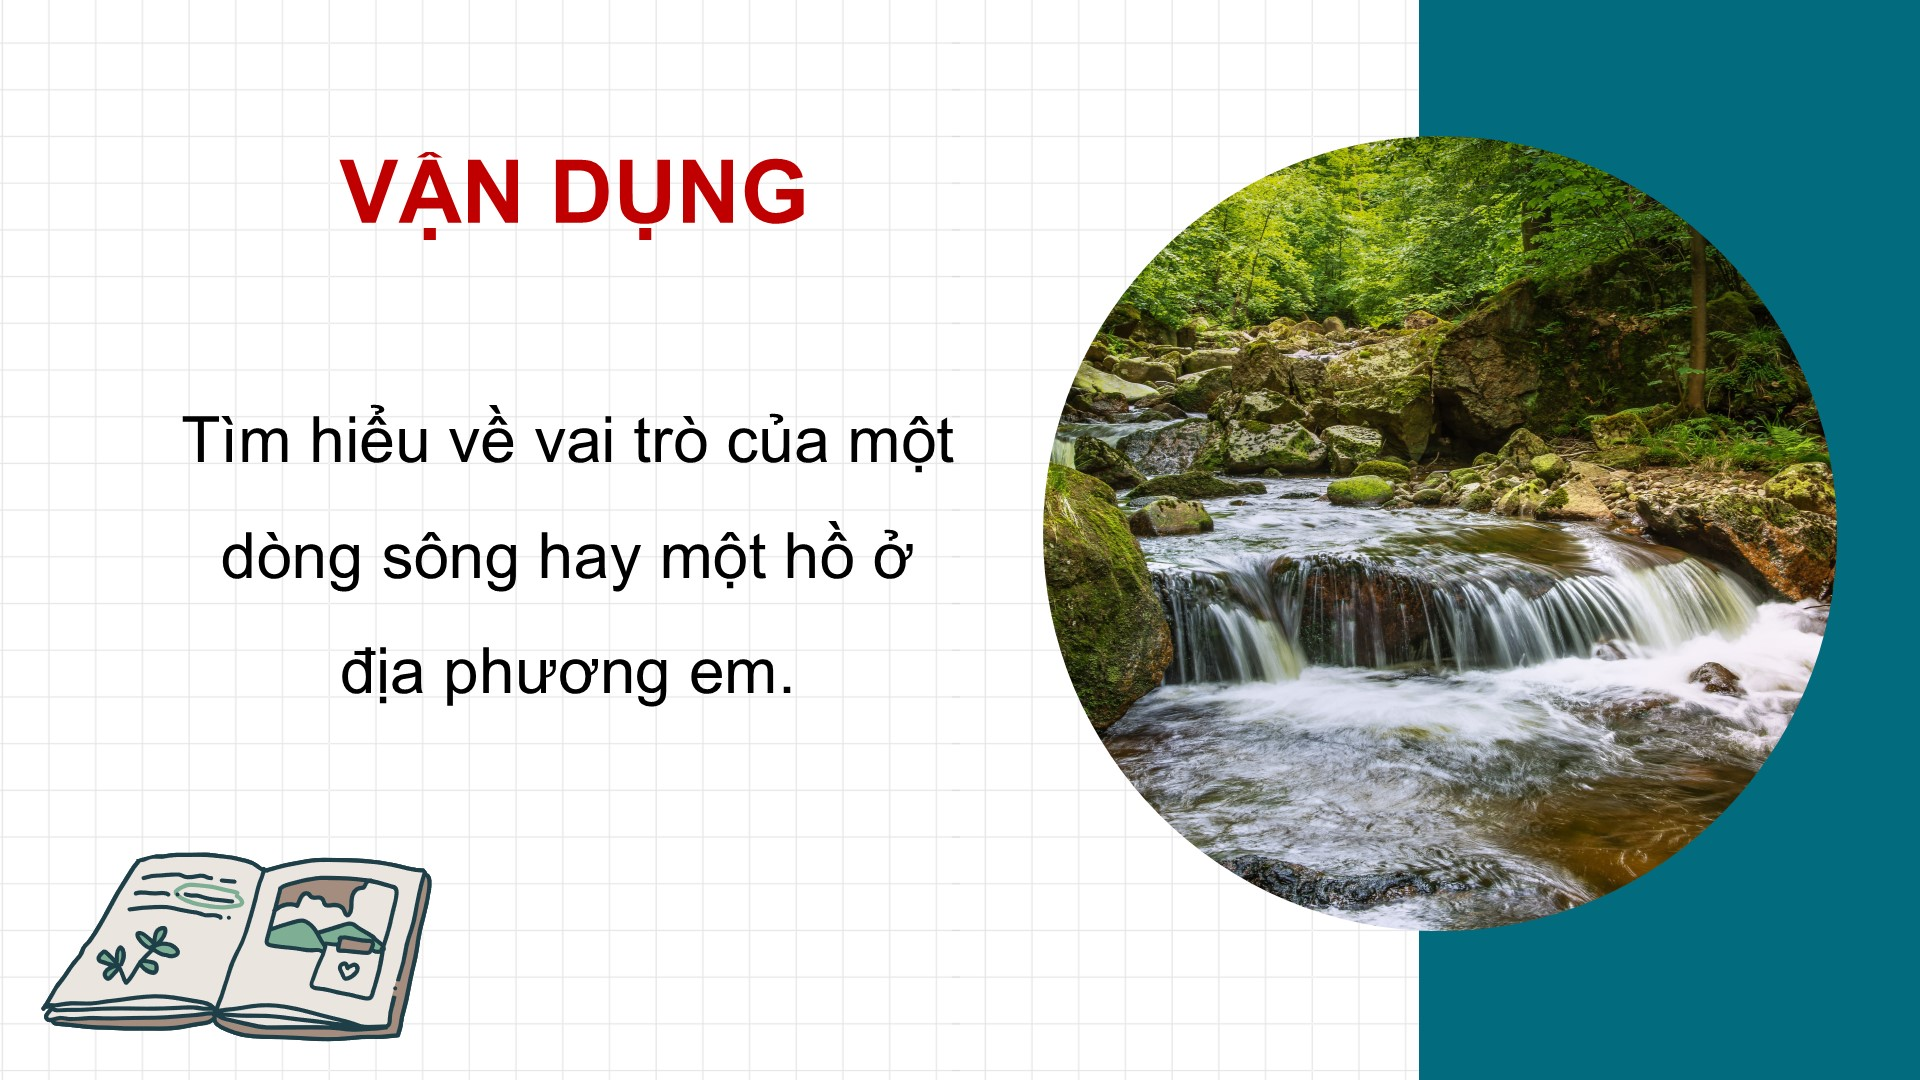 VẬN DỤNG
Tìm hiểu về vai trò của một
dòng sông hay một hồ ở
địa phương em.